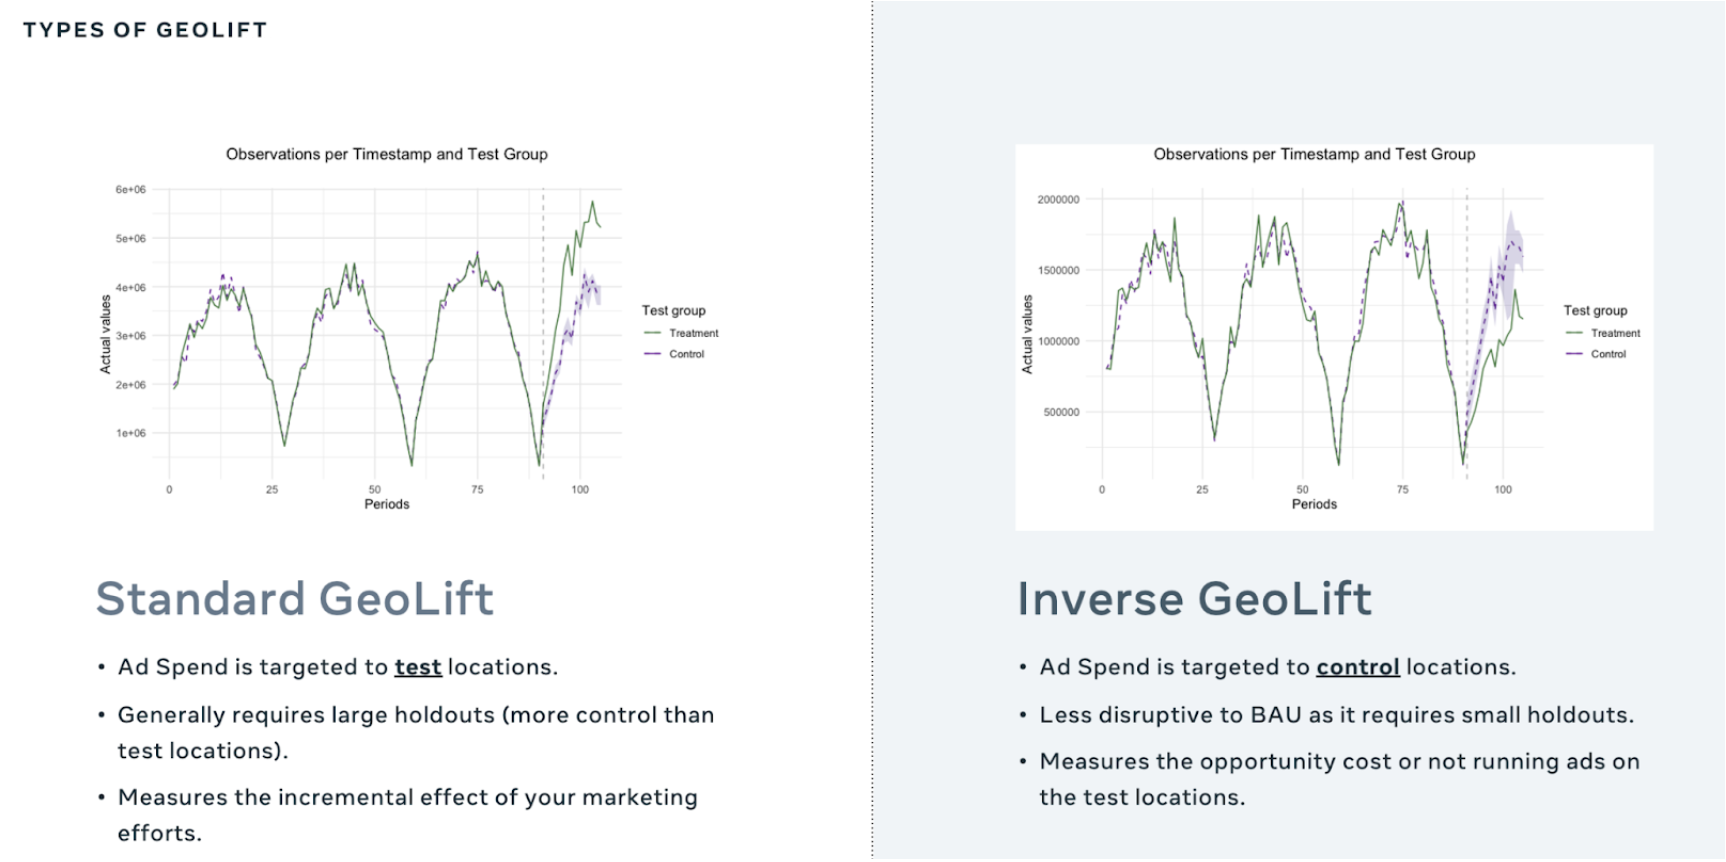 TYPES OF GEOLIFT
Observations per Timestamp and Test Group
6e+06
5e+06
4e+06
3e+06
2e+06
1e+06
Actual values
0 25 50 75 100
Periods
Test group
Treatment
Control
Standard GeoLift
• Ad Spend is targeted to test locations.
• Generally requires large holdouts (more control than
test locations).
• Measures the incremental effect of your marketing
efforts.
Observations per Timestamp and Test Group
2000000
1500000
1000000
500000
Actual values
0 25 50 75 100
Periods
Test group
Treatment
Control
Inverse GeoLift
• Ad Spend is targeted to control locations.
• Less disruptive to BAU as it requires small holdouts.
• Measures the opportunity cost or not running ads on
the test locations.